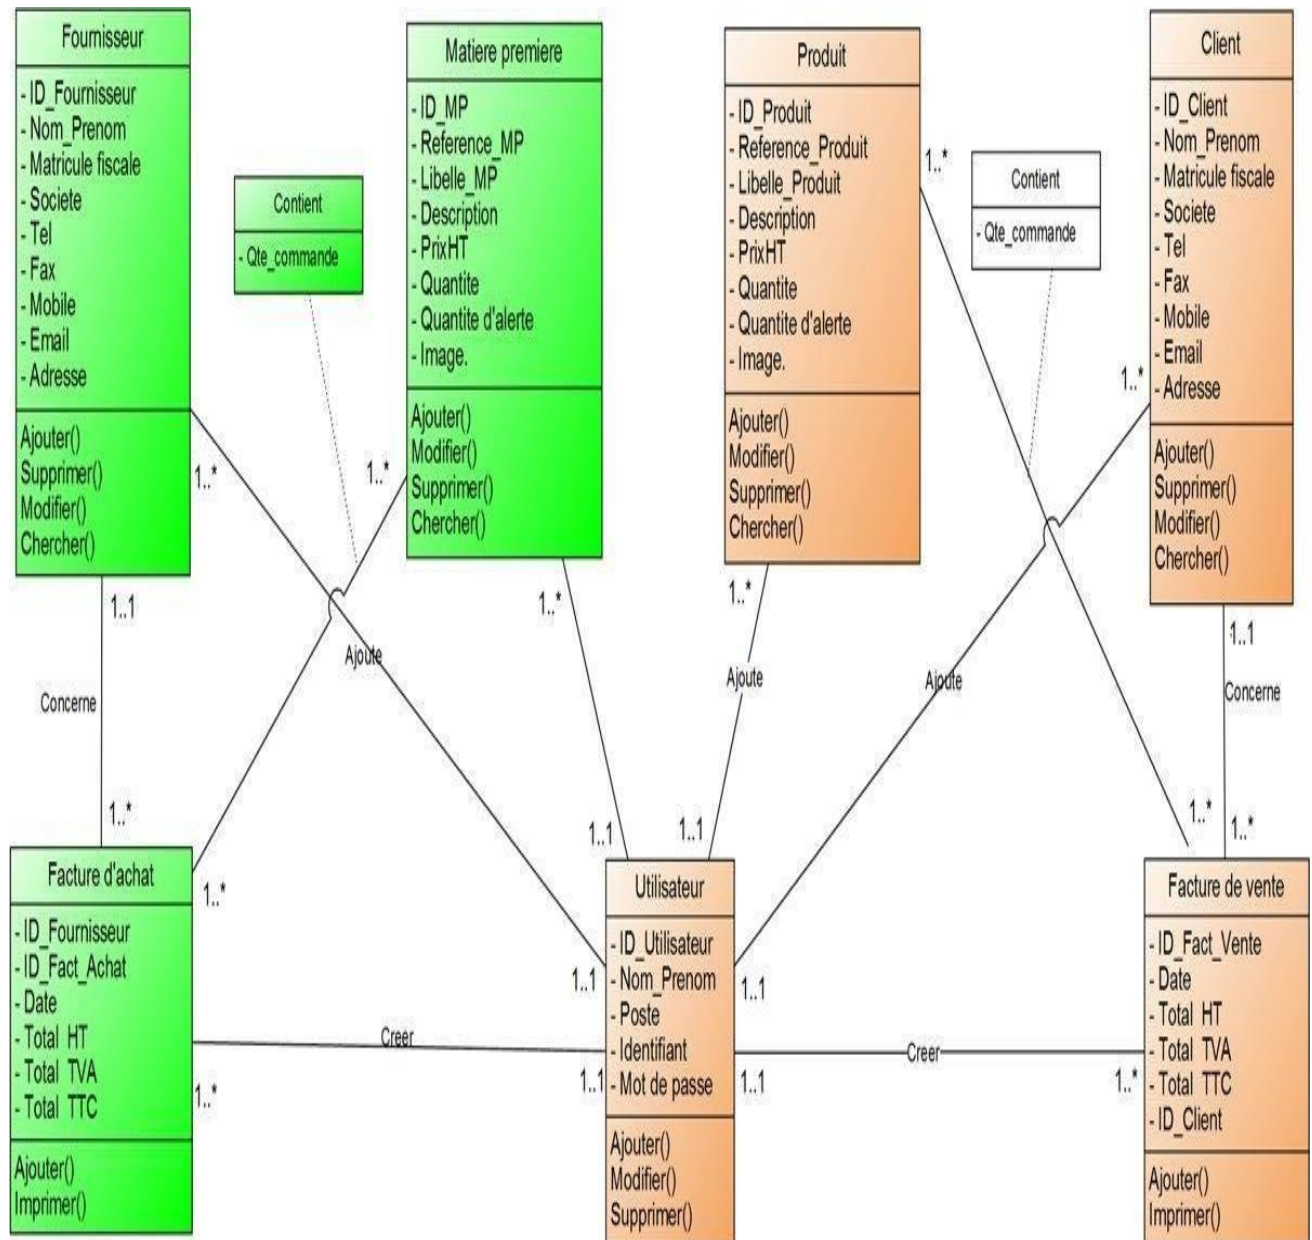 Fournisseur
- ID_Fournisseur
- Nom_Prenom
- Matricule fiscale
- Societe
- Tel
- Fax
- Mobile
- Email
- Adresse
Ajouter()
Supprimer()
Modifier()
Chercher()
Contient
- Qte_commande
Matiere premiere
- ID_MP
- Reference_MP
- Libelle_MP
- Description
- PrixHT
- Quantite
- Quantite d'alerte
- Image.
Ajouter()
Modifier()
Supprimer()
Chercher()
Produit
- ID_Produit
- Reference_Produit
- Libelle_Produit
- Description
- PrixHT
- Quantite
- Quantite d'alerte
- Image.
Ajouter()
Modifier()
Supprimer()
Chercher()
Contient
- Qte_commande
Client
- ID_Client
- Nom_Prenom
- Matricule fiscale
- Societe
- Tel
- Fax
- Mobile
- Email
- Adresse
Ajouter()
Supprimer()
Modifier()
Chercher()
1..*
1..*
1..*
1..*
1..1
1..*
1..*
1..1
Ajoute
Ajoute
Ajoute
Concerne
Concerne
1..*
1..1
1..1
1..*
1..*
1..*
Facture d'achat
- ID_Fournisseur
- ID_Fact_Achat
- Date
- Total HT
- Total TVA
- Total TTC
Ajouter()
Imprimer()
1..1
1..1
Creer
Creer
1..*
1..1
1..1
1..*
Utilisateur
- ID_Utilisateur
- Nom_Prenom
- Poste
- Identifiant
- Mot de passe
Ajouter()
Modifier()
Supprimer()
Facture de vente
- ID_Fact_Vente
- Date
- Total HT
- Total TVA
- Total TTC
- ID_Client
Ajouter()
Imprimer()